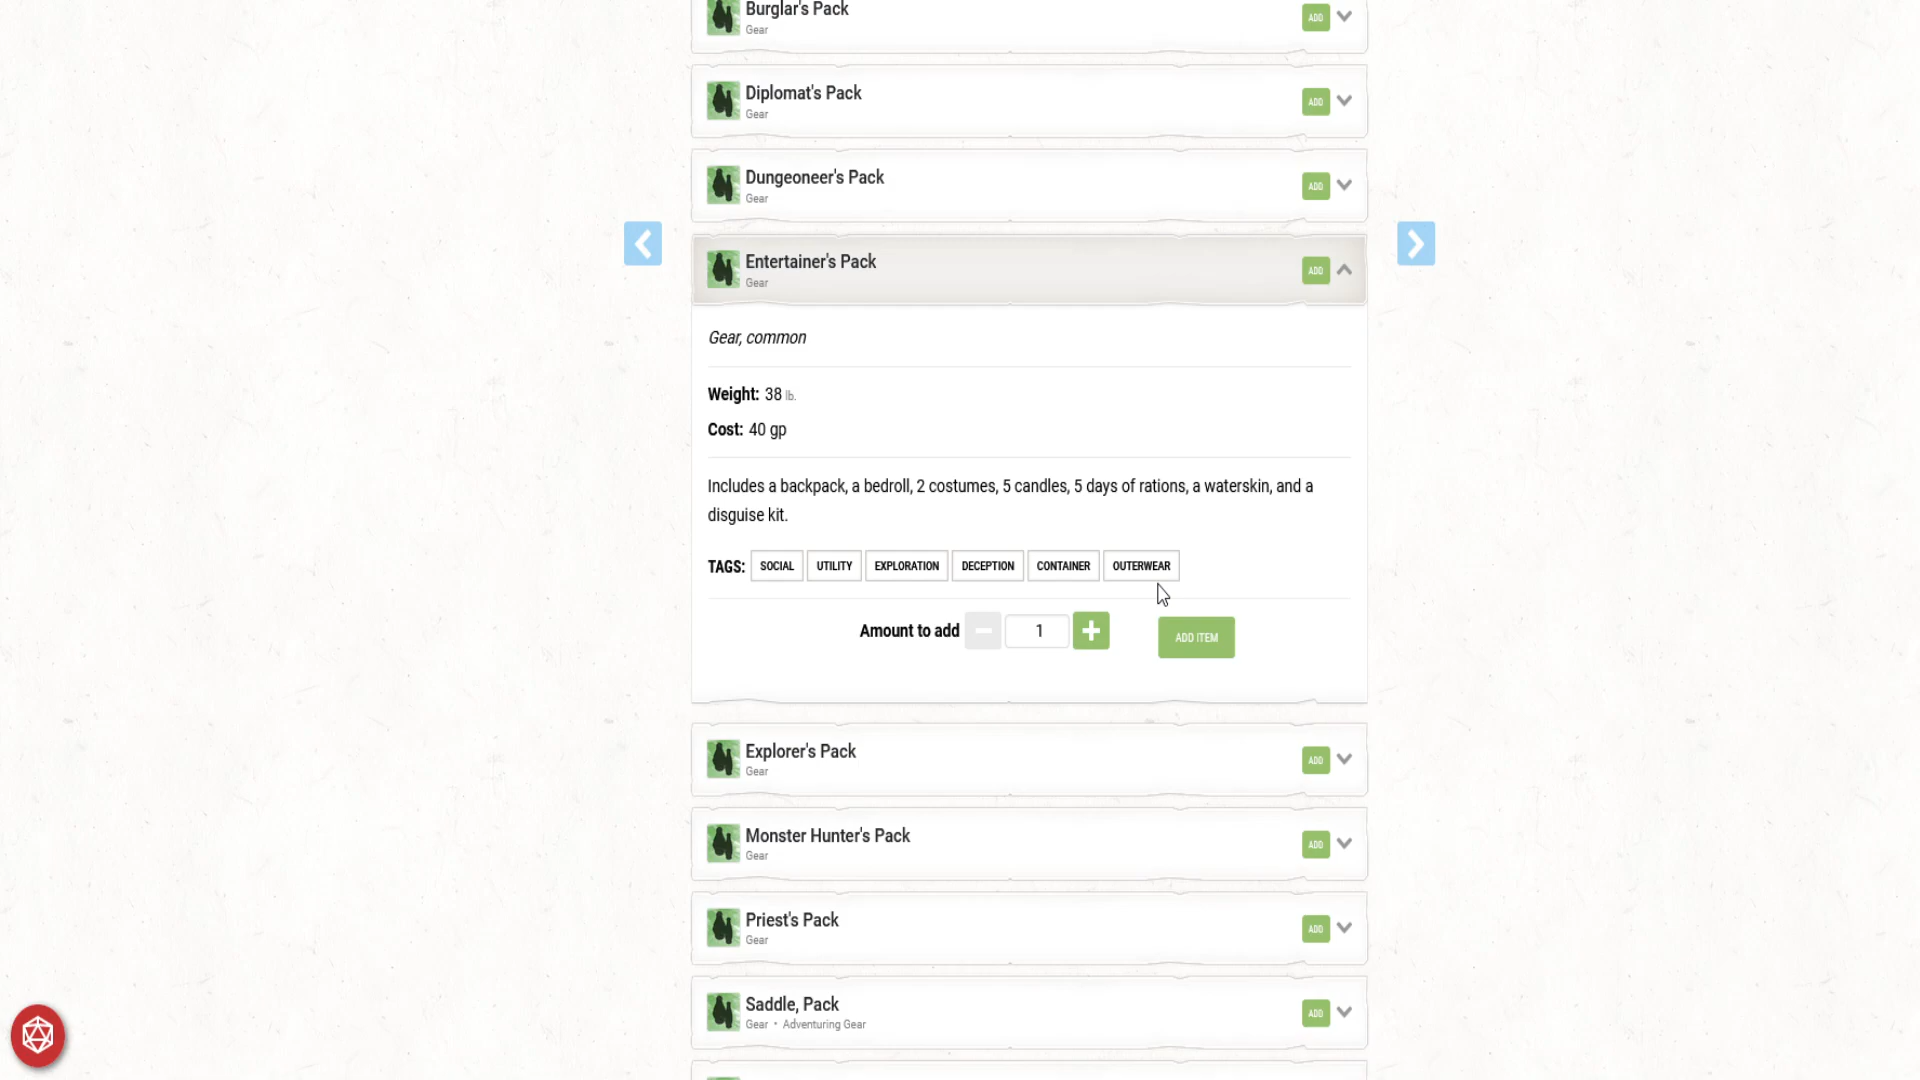 Burglar's Pack
Gear
ADD
Diplomat's Pack
Gear
ADD
Dungeoneer's Pack
Gear
ADD
Entertainer's Pack
Gear
ADD
Gear, common
Weight: 38 lb.
Cost: 40 gp
Includes a backpack, a bedroll, 2 costumes, 5 candles, 5 days of rations, a waterskin, and a
disguise kit.
TAGS: SOCIAL UTILITY EXPLORATION DECEPTION CONTAINER OUTERWEAR
Amount to add 1 ADD ITEM
Explorer's Pack
Gear
ADD
Monster Hunter's Pack
Gear
ADD
Priest's Pack
Gear
ADD
Saddle, Pack
Gear • Adventuring Gear
ADD